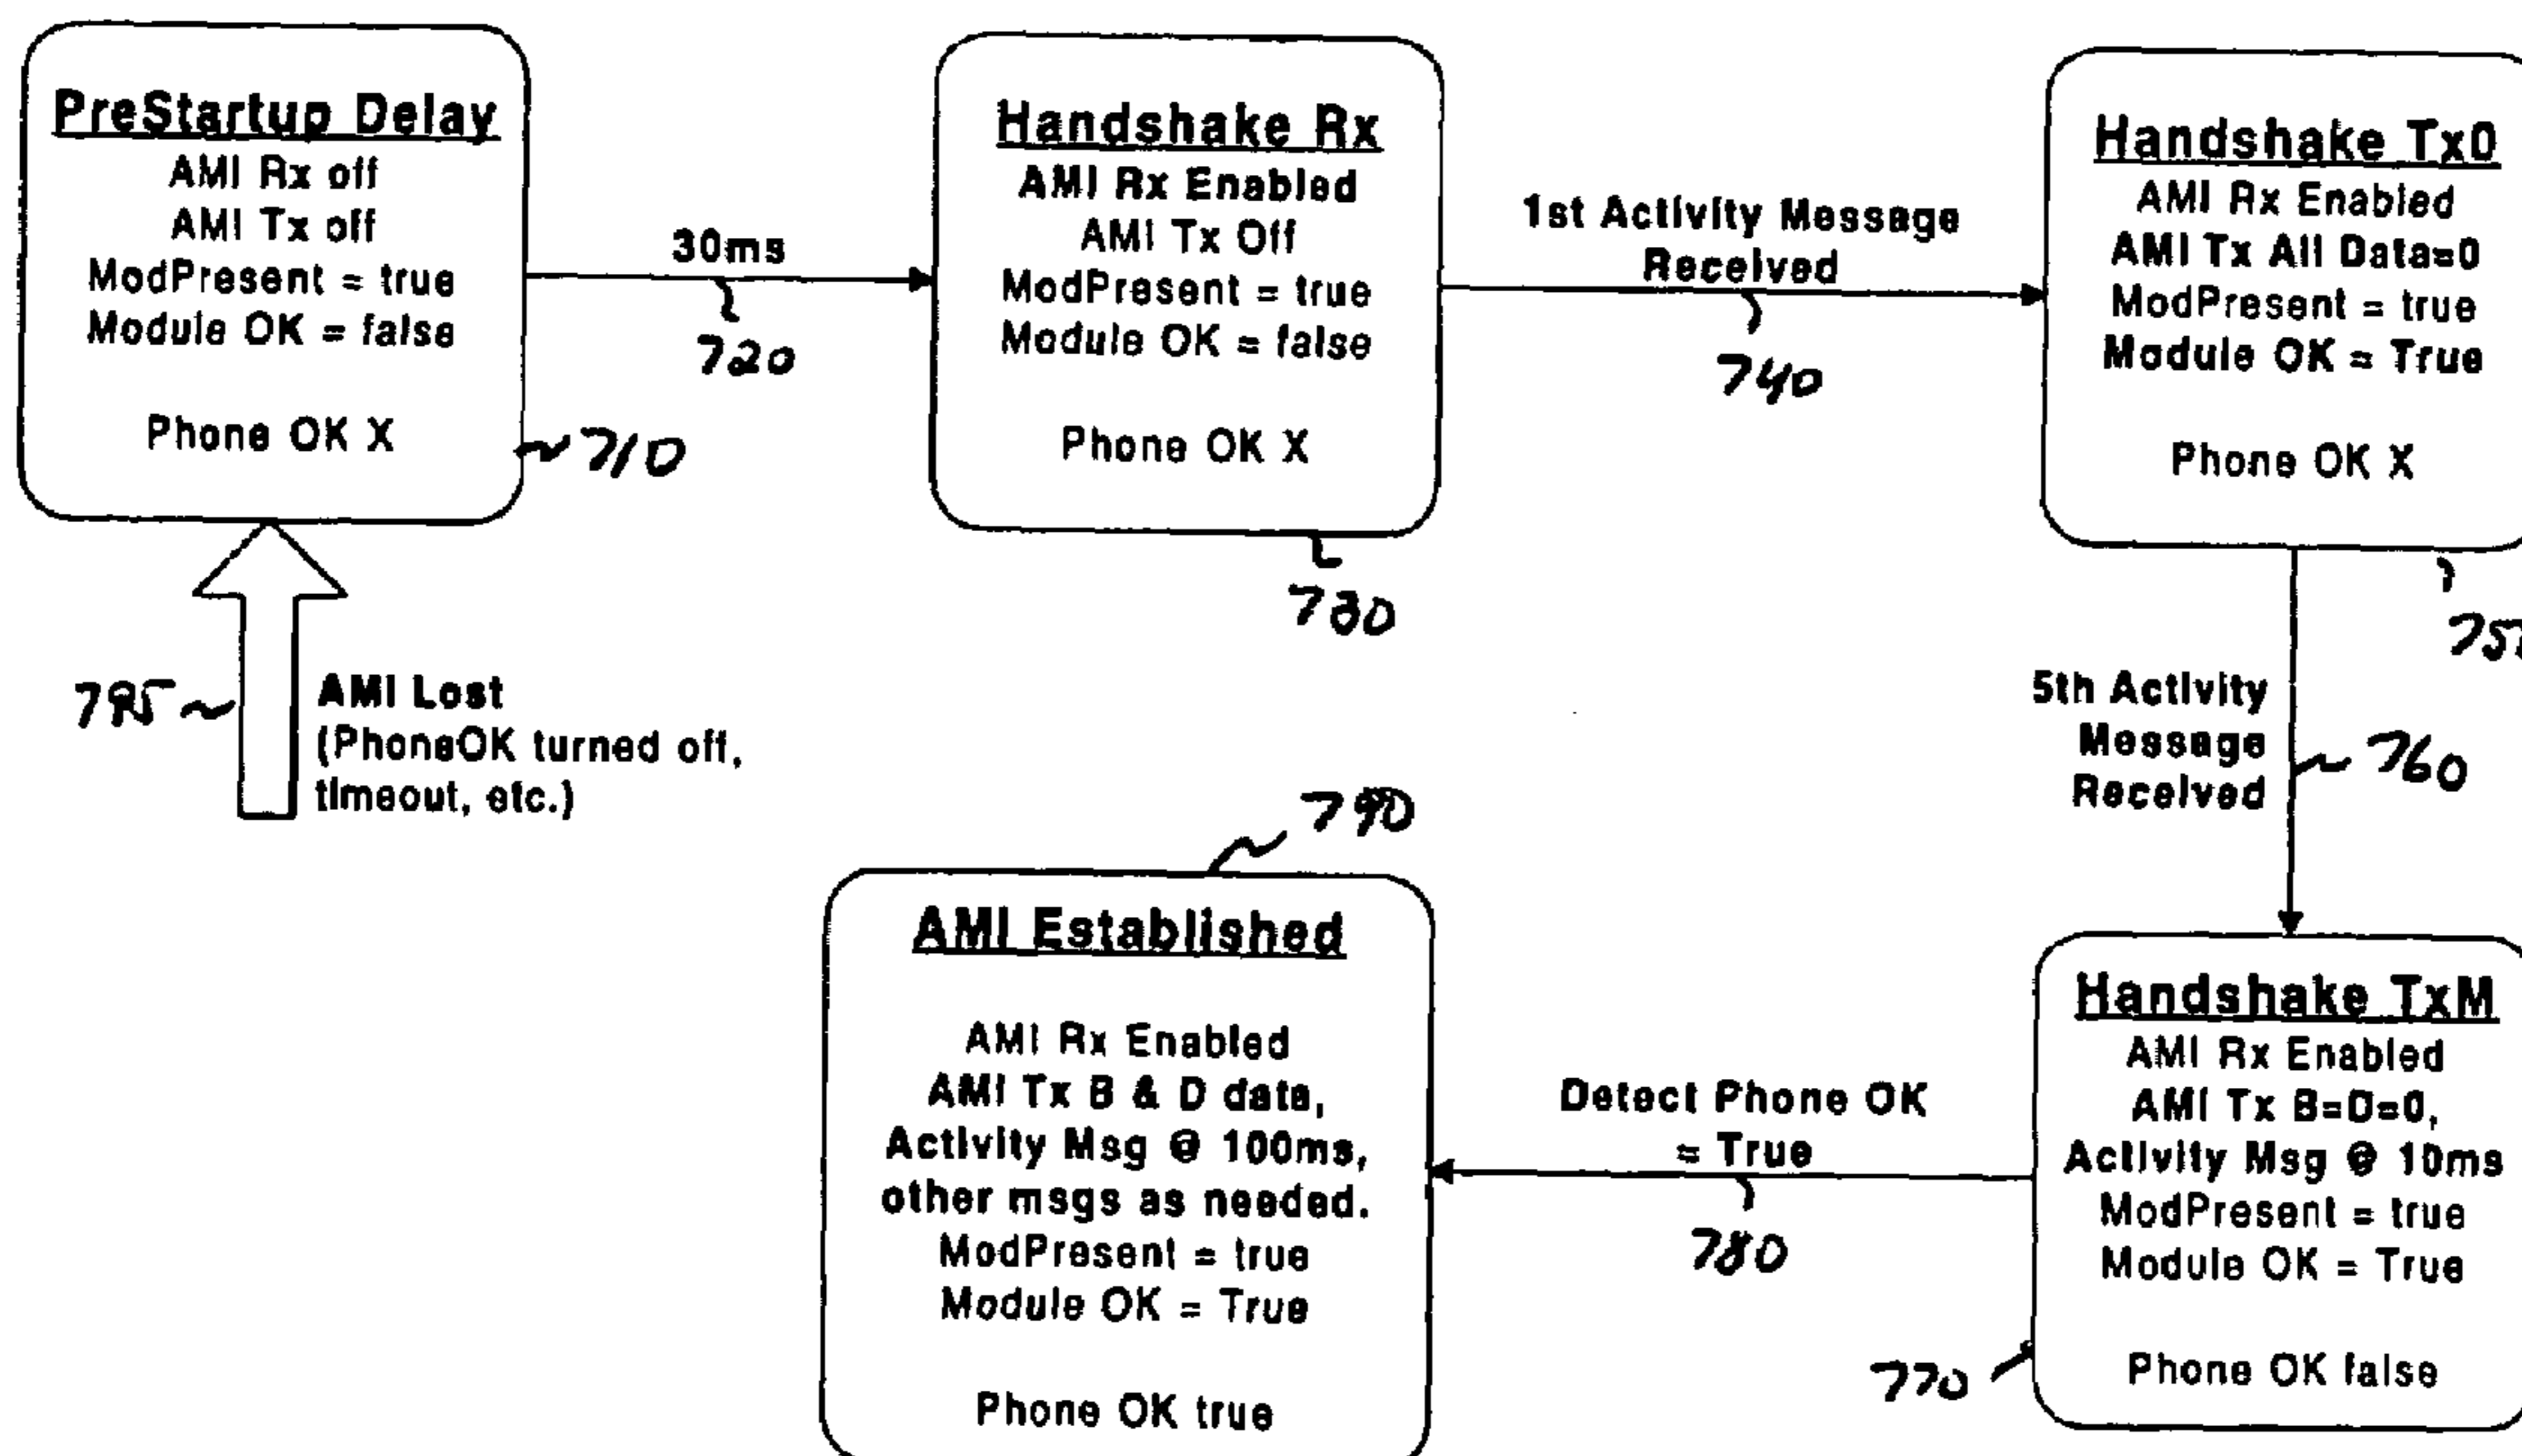 PreStartup Delay
AMI Rx off
AMI Tx off
ModPresent = true
Module OK = false
Phone OK X
710
30ms
720
Handshake Rx
AMI Rx Enabled
AMI Tx Off
ModPresent = true
Module OK = false
Phone OK X
730
1st Activity Message
Received
740
Handshake Tx0
AMI Rx Enabled
AMI Tx All Data=0
ModPresent = true
Module OK = True
Phone OK X
795
AMI Lost
(PhoneOK turned off,
timeout, etc.)
5th Activity
Message
Received
760
790
AMI Established
AMI Rx Enabled
AMI Tx B & D data,
Activity Msg @ 100ms,
other msgs as needed.
ModPresent = true
Module OK = True
Phone OK true
Detect Phone OK
= True
780
Handshake TxM
AMI Rx Enabled
AMI Tx B=D=0,
Activity Msg @ 10ms
ModPresent = true
Module OK = True
Phone OK false
770